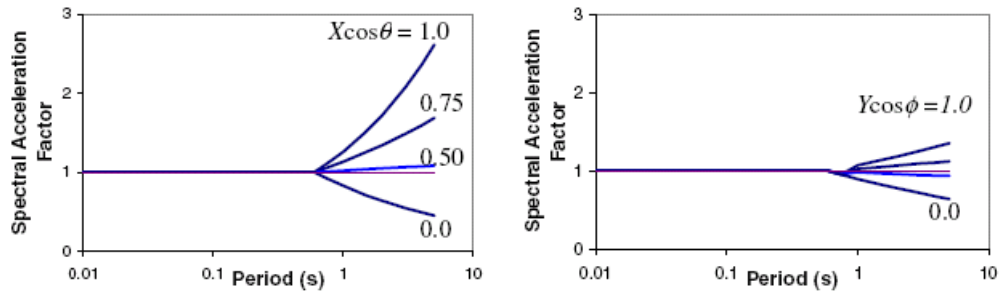 3
2
1
0
Spectral Acceleration
Factor
Xcosθ = 1.0
0.75
0.50
0.0
0.01
0.1
1
10
Period (s)
3
2
1
0
Spectral Acceleration
Factor
Ycosϕ =1.0
0.0
0.01
0.1
1
10
Period (s)